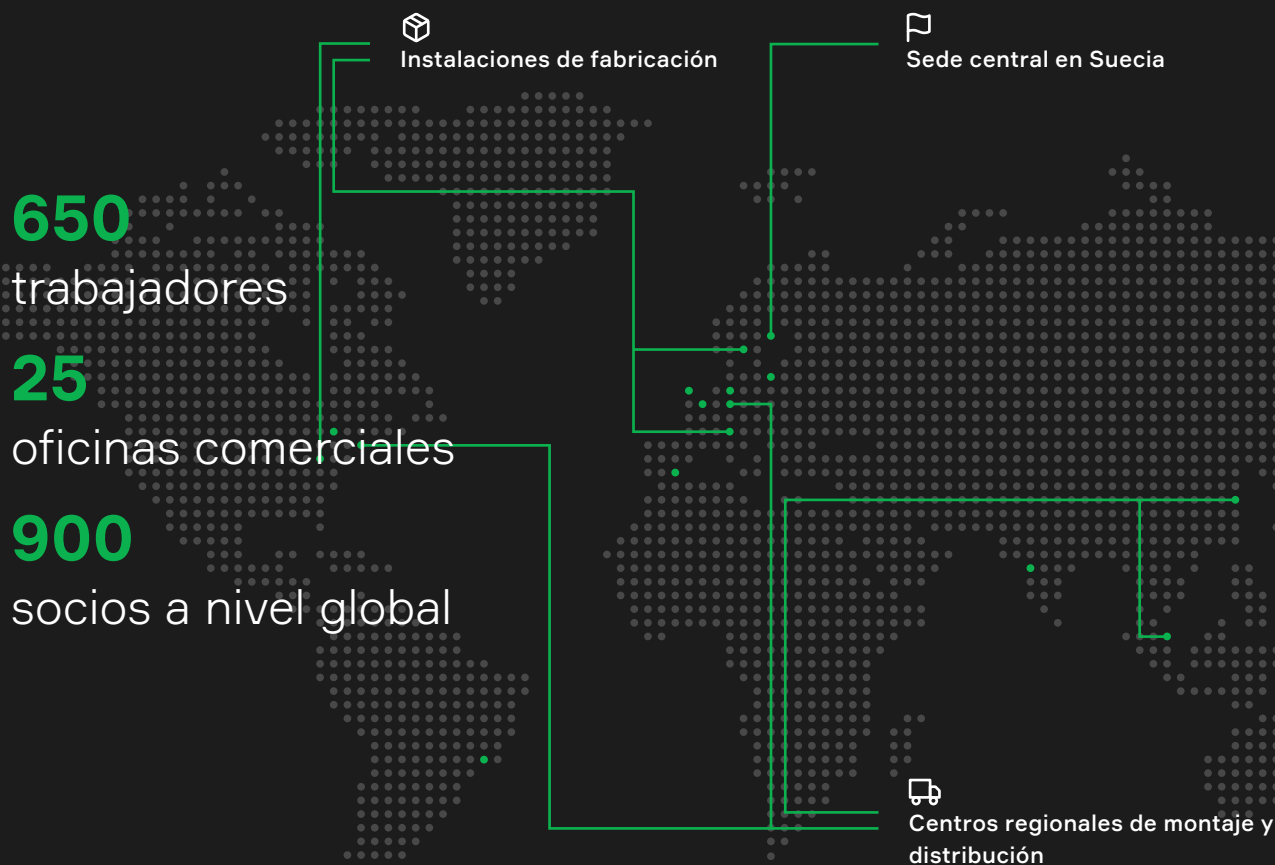 Instalaciones de fabricación
Sede central en Suecia
650
trabajadores
25
oficinas comerciales
900
socios a nivel global
Centros regionales de montaje y
distribución